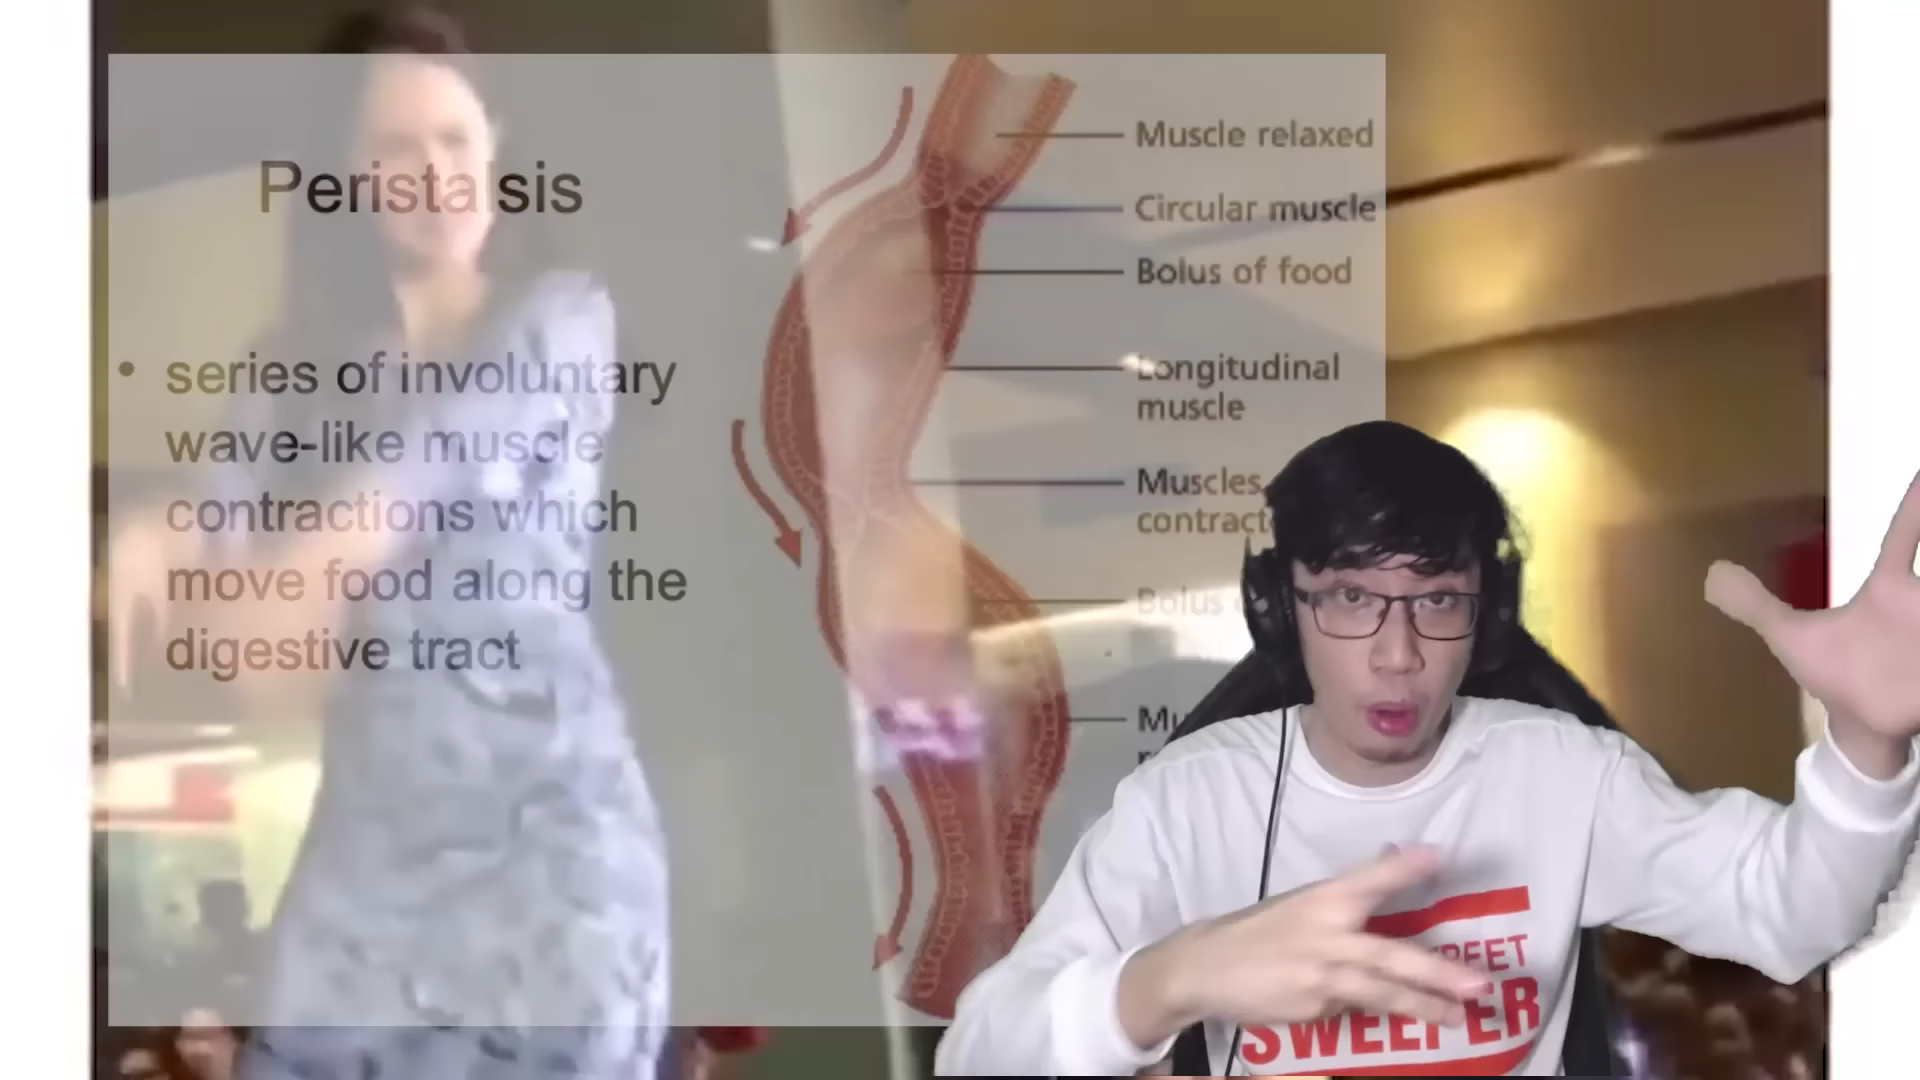 Peristalsis
• series of involuntary
wave-like muscle
contractions which
move food along the
digestive tract
Muscle relaxed
Circular muscle
Bolus of food
Longitudinal
muscle
Muscles
Bolus
SWEEPER